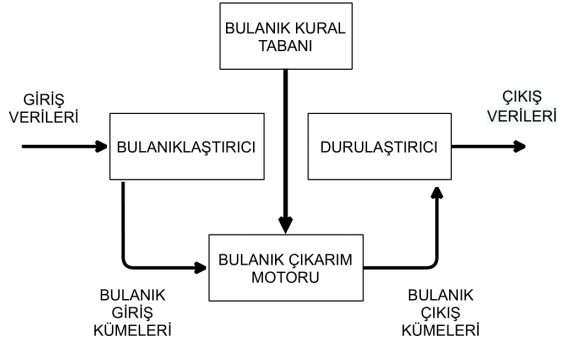 BULANIK KURAL
TABANI
GİRİŞ
VERİLERİ
ÇIKIŞ
VERİLERİ
BULANIKLAŞTIRICI
DURULAŞTIRICI
BULANIK ÇIKARIM
MOTORU
BULANIK
GİRİŞ
KÜMELERİ
BULANIK
ÇIKIŞ
KÜMELERİ